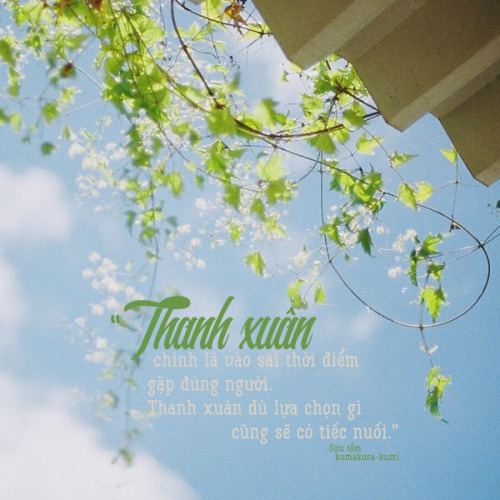 “Thanh xuân
chính là vào sai thời điểm
gặp đúng người.
Thanh xuân dù lựa chọn gì
cũng sẽ có tiếc nuối.”
Sưu tầm
kumakura-kumi